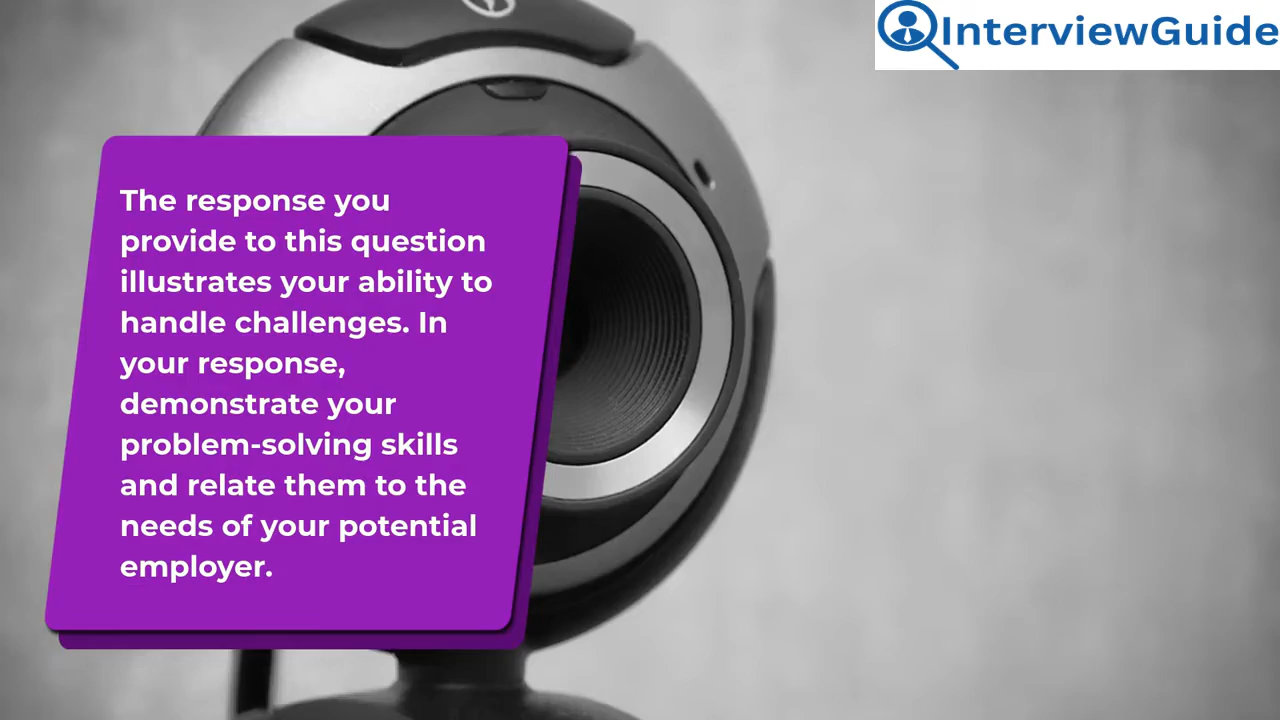 InterviewGuide
The response you
provide to this question
illustrates your ability to
handle challenges. In
your response,
demonstrate your
problem-solving skills
and relate them to the
needs of your potential
employer.